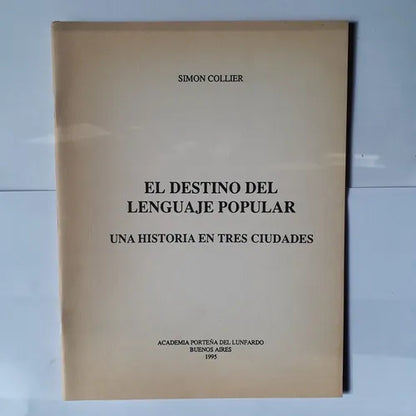 SIMON COLLIER
EL DESTINO DEL
LENGUAJE POPULAR
UNA HISTORIA EN TRES CIUDADES
ACADEMIA PORTEÑA DEL LUNFARDO
BUENOS AIRES
1995